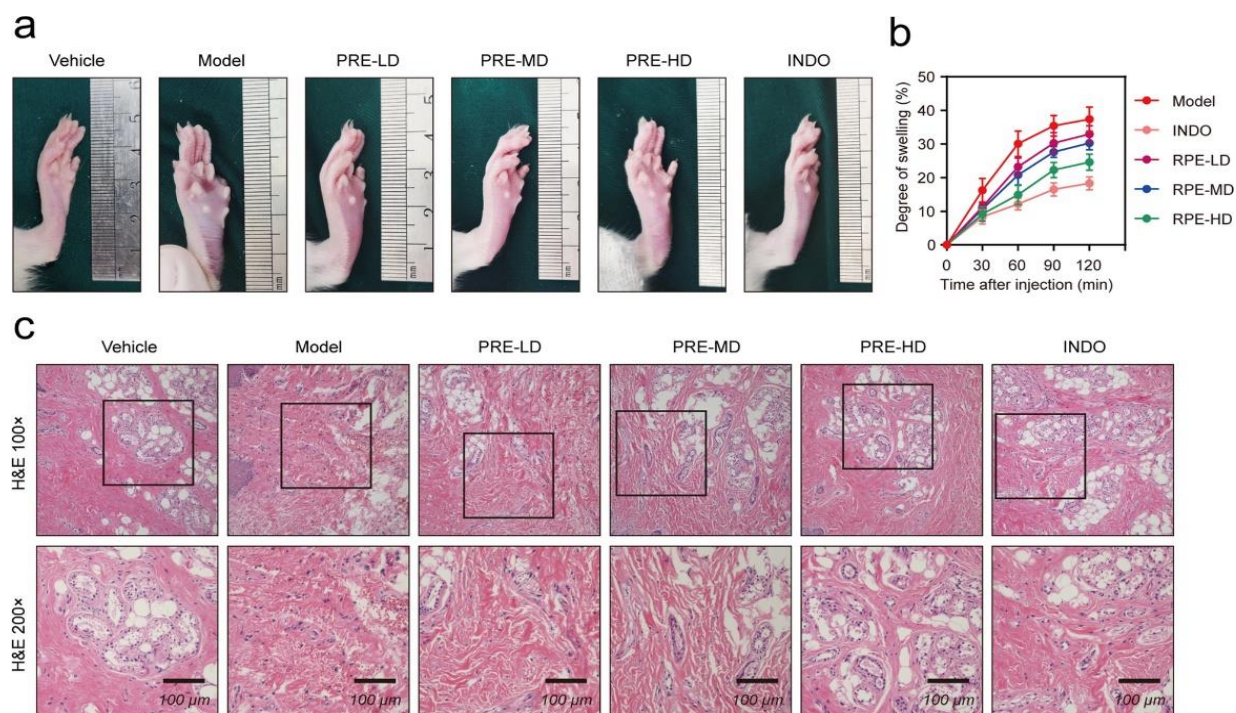 a
Vehicle Model PRE-LD PRE-MD PRE-HD INDO
b
Degree of swelling (%)
50
40
30
20
10
0
0 30 60 90 120
Time after injection (min)
Model
INDO
RPE-LD
RPE-MD
RPE-HD
c
Vehicle Model PRE-LD PRE-MD PRE-HD INDO
H&E 100×
H&E 200×
100 μm 100 μm 100 μm 100 μm 100 μm 100 μm